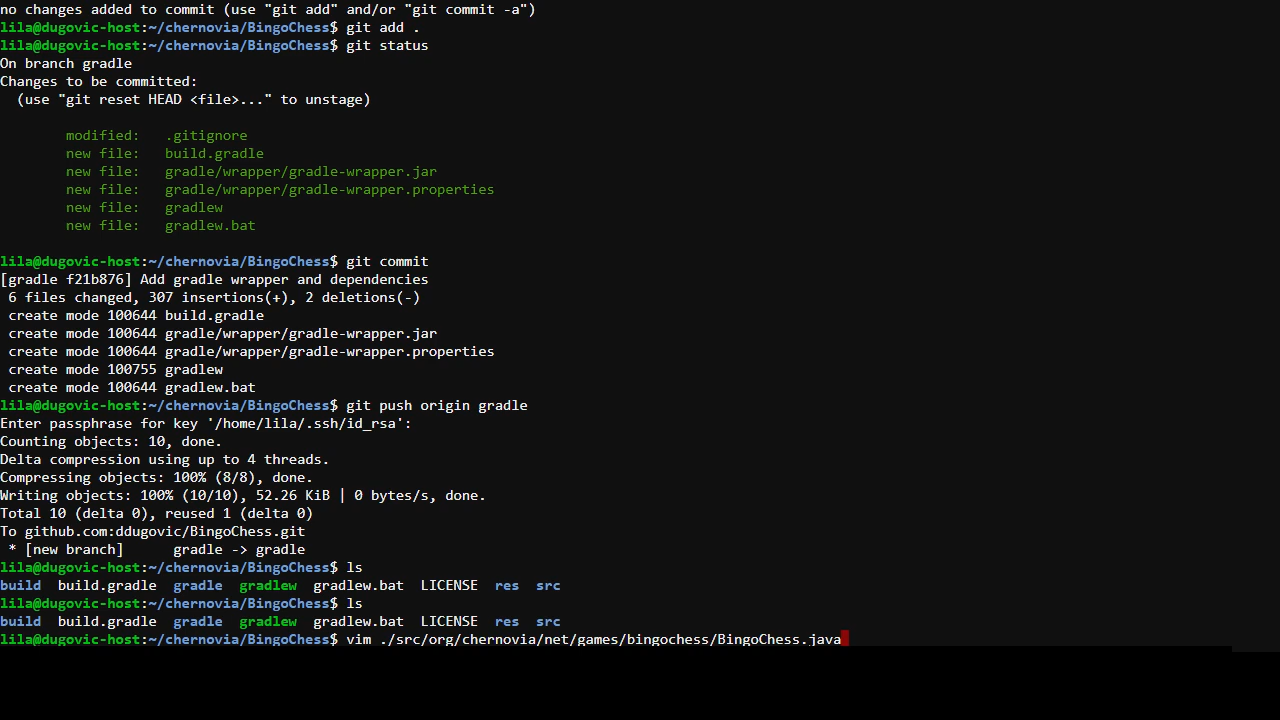 no changes added to commit (use "git add" and/or "git commit -a")
lila@dugovic-host:~/chernovia/BingoChess$ git add .
lila@dugovic-host:~/chernovia/BingoChess$ git status
On branch gradle
Changes to be committed:
  (use "git reset HEAD <file>..." to unstage)
        modified:   .gitignore
        new file:   build.gradle
        new file:   gradle/wrapper/gradle-wrapper.jar
        new file:   gradle/wrapper/gradle-wrapper.properties
        new file:   gradlew
        new file:   gradlew.bat
lila@dugovic-host:~/chernovia/BingoChess$ git commit
[gradle f21b876] Add gradle wrapper and dependencies
 6 files changed, 307 insertions(+), 2 deletions(-)
 create mode 100644 build.gradle
 create mode 100644 gradle/wrapper/gradle-wrapper.jar
 create mode 100644 gradle/wrapper/gradle-wrapper.properties
 create mode 100755 gradlew
 create mode 100644 gradlew.bat
lila@dugovic-host:~/chernovia/BingoChess$ git push origin gradle
Enter passphrase for key '/home/lila/.ssh/id_rsa':
Counting objects: 10, done.
Delta compression using up to 4 threads.
Compressing objects: 100% (8/8), done.
Writing objects: 100% (10/10), 52.26 KiB | 0 bytes/s, done.
Total 10 (delta 0), reused 1 (delta 0)
To github.com:ddugovic/BingoChess.git
 * [new branch]      gradle -> gradle
lila@dugovic-host:~/chernovia/BingoChess$ ls
build  build.gradle  gradle  gradlew  gradlew.bat  LICENSE  res  src
lila@dugovic-host:~/chernovia/BingoChess$ ls
build  build.gradle  gradle  gradlew  gradlew.bat  LICENSE  res  src
lila@dugovic-host:~/chernovia/BingoChess$ vim ./src/org/chernovia/net/games/bingochess/BingoChess.java